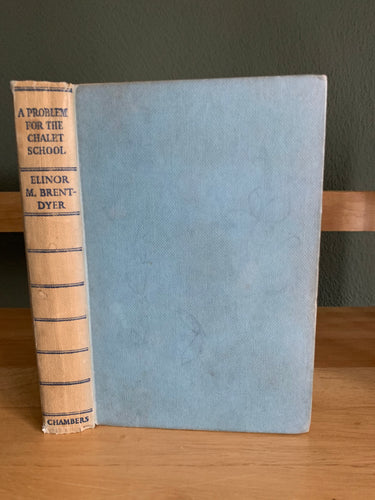 A PROBLEM
FOR THE
CHALET
SCHOOL
ELINOR
M. BRENT-
DYER
CHAMBERS